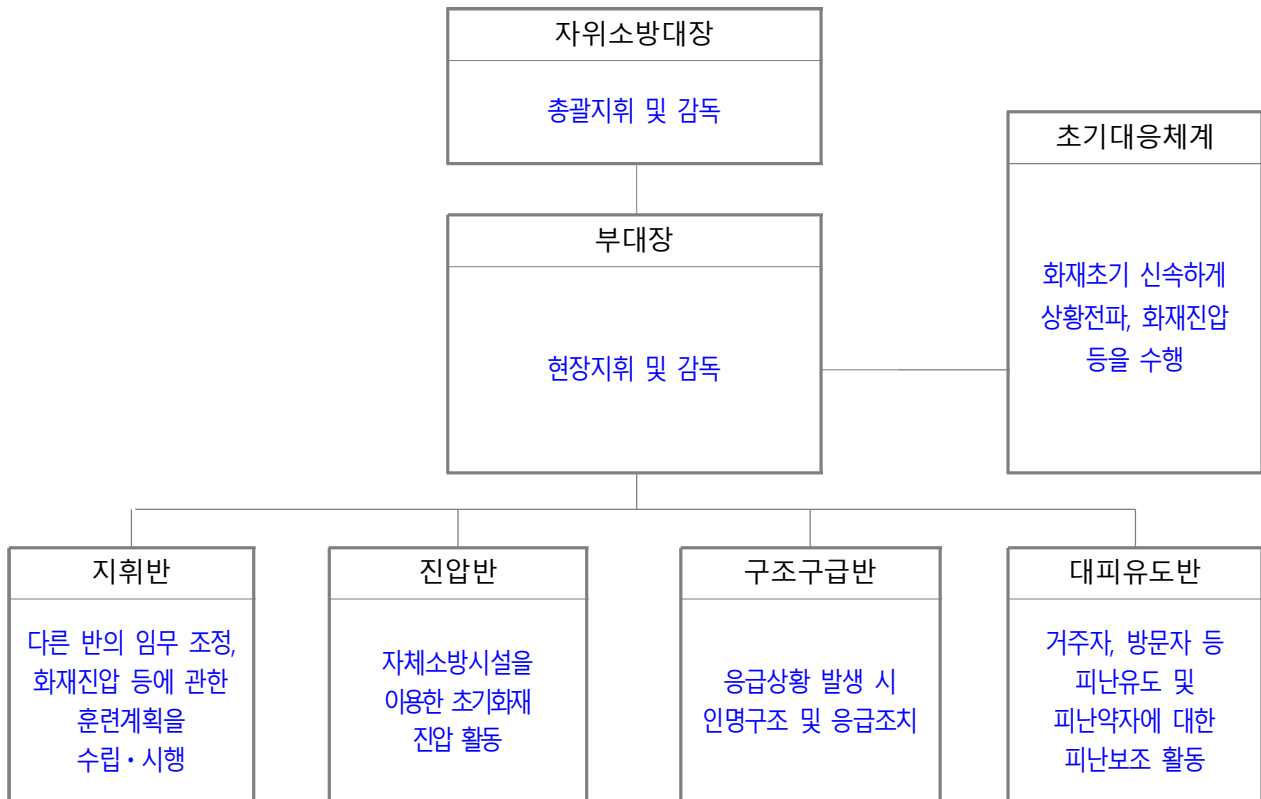 자위소방대장
총괄지휘 및 감독
초기대응체계
화재초기 신속하게
상황전파, 화재진압
등을 수행
부대장
현장지휘 및 감독
지휘반
다른 반의 임무 조정,
화재진압 등에 관한
훈련계획을
수립·시행
진압반
자체소방시설을
이용한 초기화재
진압 활동
구조구급반
응급상황 발생 시
인명구조 및 응급조치
대피유도반
거주자, 방문자 등
피난유도 및
피난약자에 대한
피난보조 활동